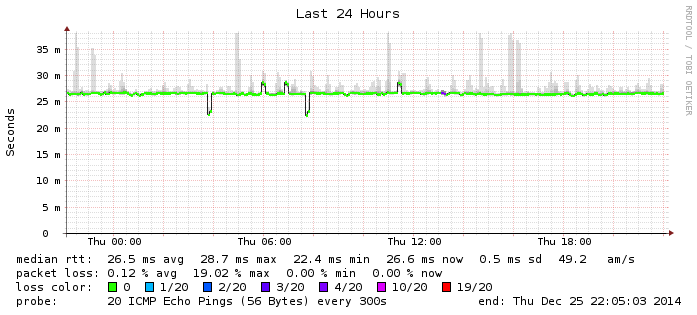 Last 24 Hours
RRDTOOL / TOBI OETIKER
Seconds
35 m
30 m
25 m
20 m
15 m
10 m
5 m
0
Thu 00:00 Thu 06:00 Thu 12:00 Thu 18:00
median rtt: 26.5 ms avg 28.7 ms max 22.4 ms min 26.6 ms now 0.5 ms sd 49.2 am/s
packet loss: 0.12 % avg 19.02 % max 0.00 % min 0.00 % now
loss color: 0 1/20 2/20 3/20 4/20 10/20 19/20
probe: 20 ICMP Echo Pings (56 Bytes) every 300s end: Thu Dec 25 22:05:03 2014